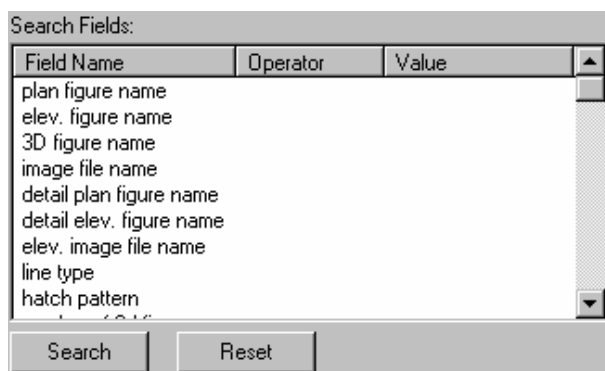 Search Fields:
Field Name Operator Value
plan figure name
elev. figure name
3D figure name
image file name
detail plan figure name
detail elev. figure name
elev. image file name
line type
hatch pattern
Search Reset